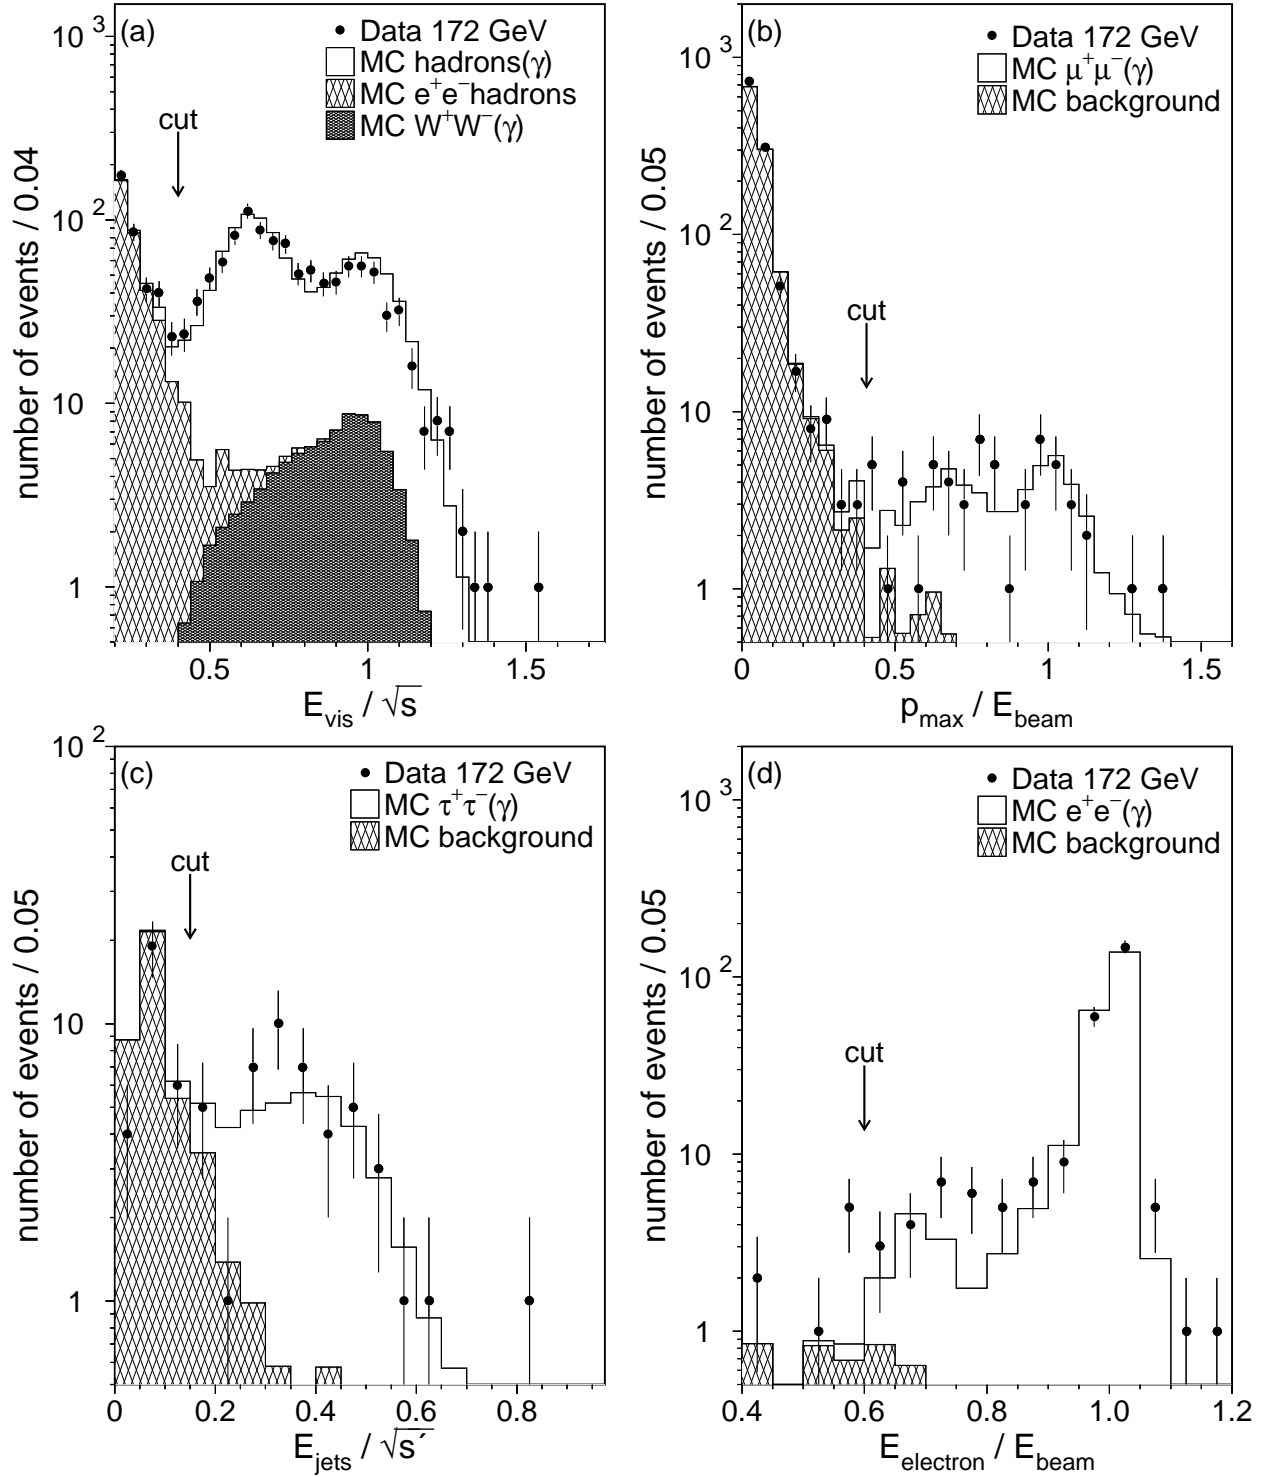 (a)
Data 172 GeV
MC hadrons(γ)
MC e⁺e⁻hadrons
MC W⁺W⁻(γ)
cut
10³
10²
10
1
number of events / 0.04
0.5 1 1.5
E_vis / √s
(b)
Data 172 GeV
MC μ⁺μ⁻(γ)
MC background
cut
10³
10²
10
1
number of events / 0.05
0 0.5 1 1.5
p_max / E_beam
(c)
Data 172 GeV
MC τ⁺τ⁻(γ)
MC background
cut
10²
10
1
number of events / 0.05
0 0.2 0.4 0.6 0.8
E_jets / √s´
(d)
Data 172 GeV
MC e⁺e⁻(γ)
MC background
cut
10³
10²
10
1
number of events / 0.05
0.4 0.6 0.8 1.0 1.2
E_electron / E_beam